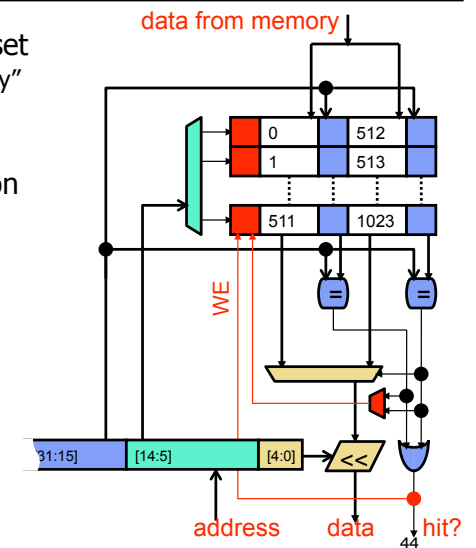 data from memory
set
y”
on
0 512
1 513
511 1023
WE
= =
31:15] [14:5] [4:0] <<
address data hit?
44